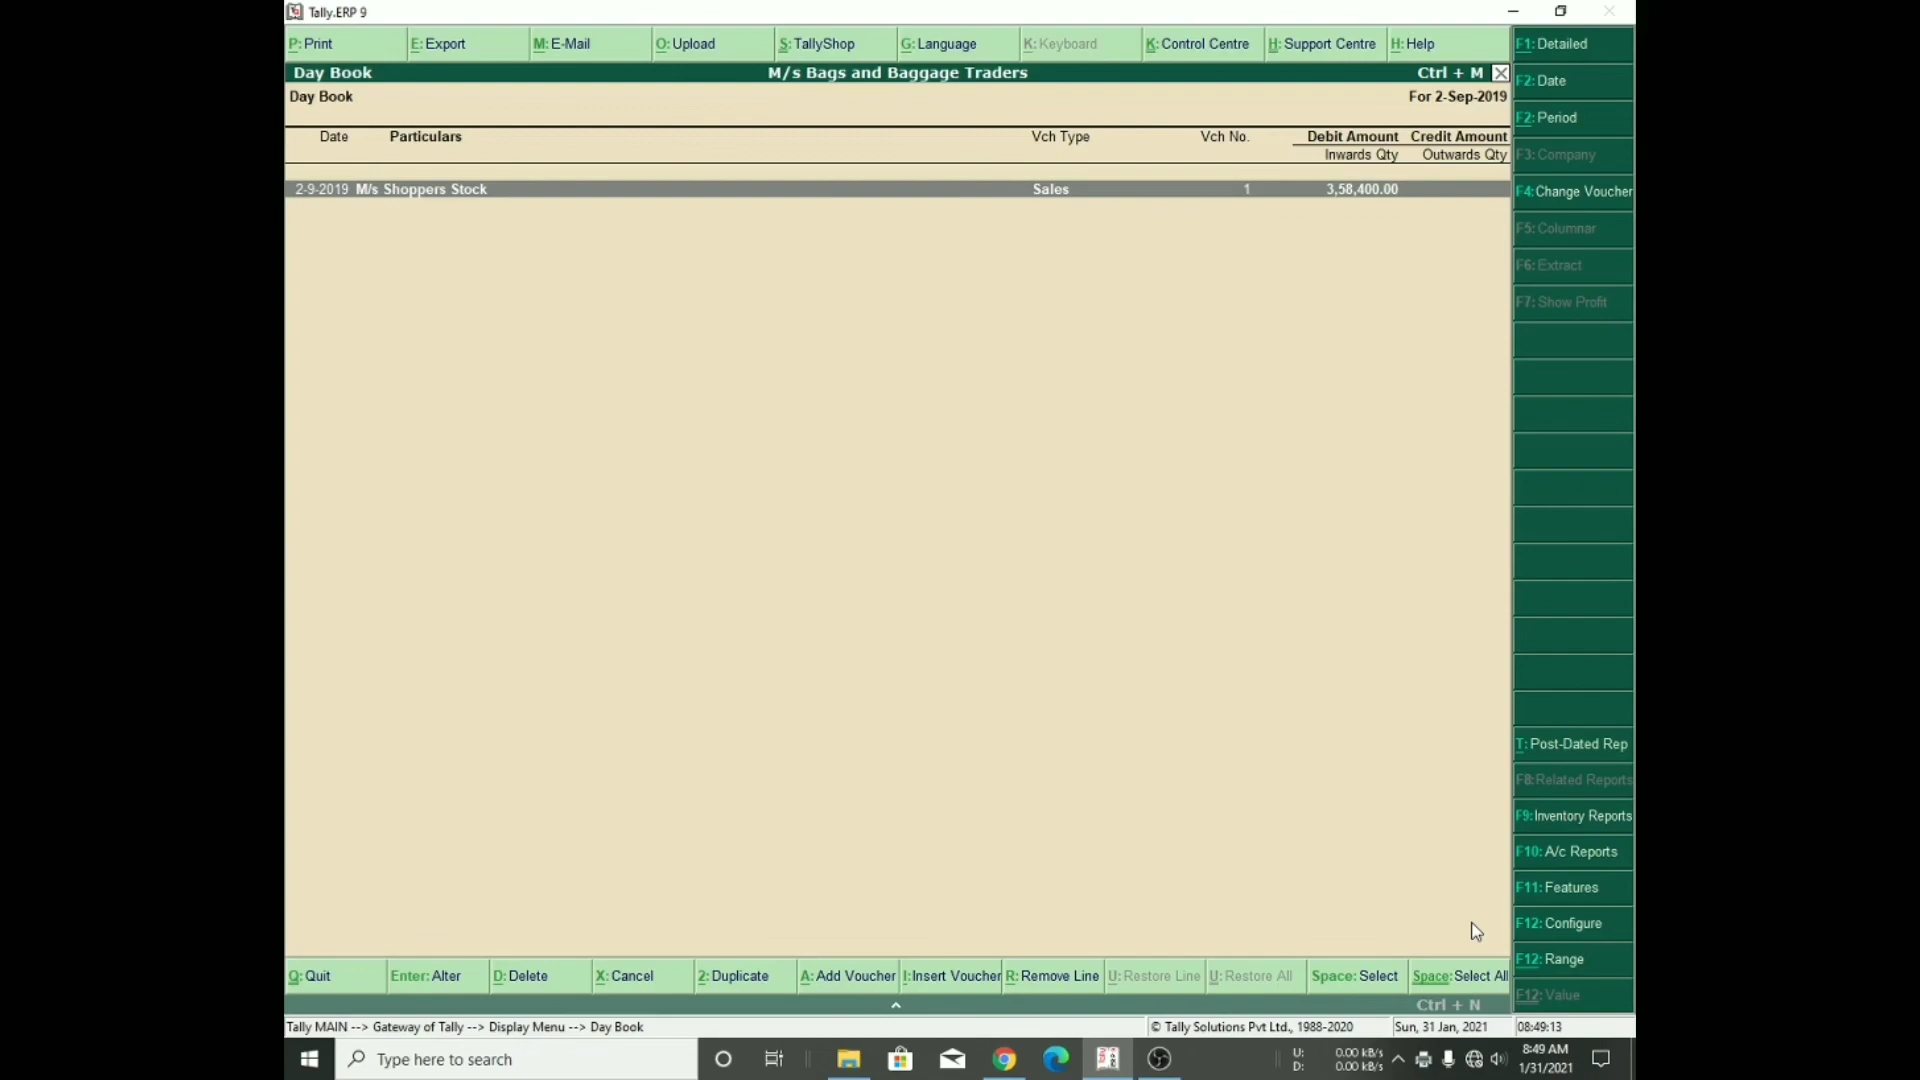 Tally.ERP 9
P: Print E: Export M: E-Mail O: Upload S: TallyShop G: Language K: Keyboard K: Control Centre H: Support Centre H: Help
Day Book M/s Bags and Baggage Traders Ctrl + M
Day Book For 2-Sep-2019
Date Particulars Vch Type Vch No. Debit Amount Credit Amount
Inwards Qty Outwards Qty
2-9-2019 M/s Shoppers Stock Sales 1 3,58,400.00
F1: Detailed
F2: Date
F2: Period
F3: Company
F4: Change Voucher
F5: Columnar
F6: Extract
F7: Show Profit
T: Post-Dated Rep
F8: Related Reports
F9: Inventory Reports
F10: A/c Reports
F11: Features
F12: Configure
F12: Range
F12: Value
Q: Quit Enter: Alter D: Delete X: Cancel 2: Duplicate A: Add Voucher I: Insert Voucher R: Remove Line U: Restore Line U: Restore All Space: Select Space: Select All
Ctrl + N
Tally MAIN --> Gateway of Tally --> Display Menu --> Day Book © Tally Solutions Pvt Ltd., 1988-2020 Sun, 31 Jan, 2021 08:49:13
Type here to search
U: 0.00 kB/s
D: 0.00 kB/s
8:49 AM
1/31/2021